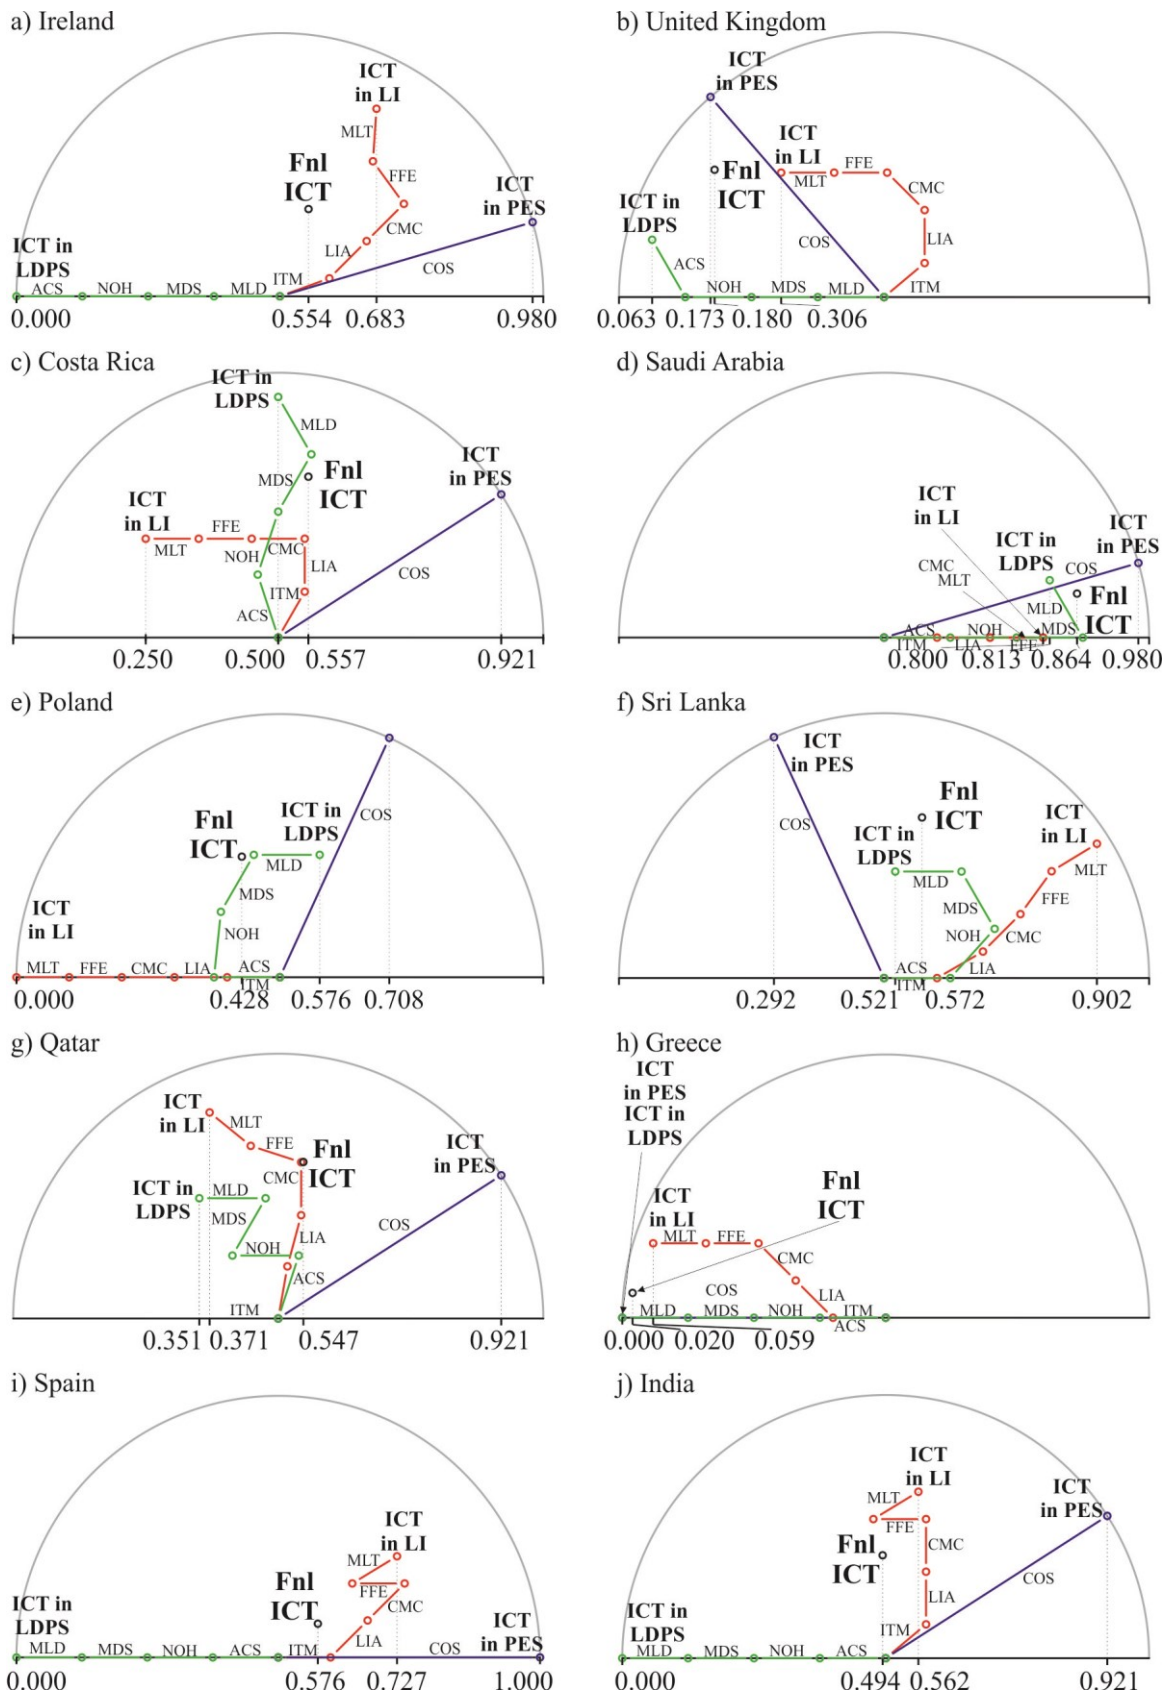 a) Ireland
ICT
in LI
MLT
FFE
Fnl
ICT
ICT
in PES
CMC
LIA
COS
ITM
ICT in
LDPS
ACS NOH MDS MLD
0.000 0.554 0.683 0.980
b) United Kingdom
ICT
in PES
ICT
in LI
FFE
MLT
Fnl
ICT
CMC
ICT in
LDPS
COS
LIA
ACS
NOH MDS MLD ITM
0.063 0.173 0.180 0.306
c) Costa Rica
ICT in
LDPS
MLD
Fnl
ICT
MDS
ICT
in PES
ICT
in LI
FFE
MLT
NOH
CMC
LIA
COS
ITM
ACS
0.250 0.500 0.557 0.921
d) Saudi Arabia
ICT
in LI
ICT in
LDPS
ICT
in PES
CMC
MLT
COS
MLD
Fnl
ICT
ACS NOH MDS
ITM LIA FFE
0.800 0.813 0.864 0.980
e) Poland
Fnl
ICT
ICT in
LDPS
COS
MLD
MDS
ICT
in LI
NOH
MLT FFE CMC LIA ACS
ITM
0.000 0.428 0.576 0.708
f) Sri Lanka
ICT
in PES
Fnl
ICT
ICT
in LI
COS
ICT in
LDPS
MLD
MLT
FFE
MDS
NOH
CMC
ACS LIA
ITM
0.292 0.521 0.572 0.902
g) Qatar
ICT
in LI
MLT
FFE
Fnl
ICT
ICT
in PES
CMC
ICT in
LDPS
MLD
MDS
COS
NOH
LIA
ACS
ITM
0.351 0.371 0.547 0.921
h) Greece
ICT
in PES
ICT in
LDPS
Fnl
ICT
ICT
in LI
MLT FFE
CMC
COS
LIA
MLD MDS NOH ITM
ACS
0.000 0.020 0.059
i) Spain
ICT
in LI
MLT
Fnl
ICT
FFE
CMC
ICT in
LDPS
ICT
in PES
LIA
MLD MDS NOH ACS ITM COS
0.000 0.576 0.727 1.000
j) India
ICT
in LI
MLT
FFE
ICT
in PES
Fnl
ICT
CMC
COS
LIA
ICT in
LDPS
ITM
MLD MDS NOH ACS
0.000 0.494 0.562 0.921